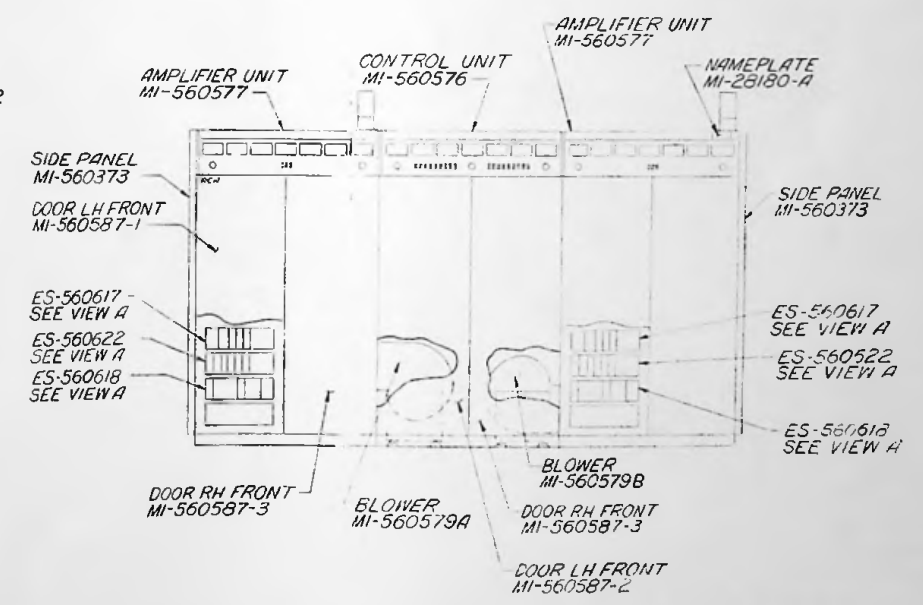 AMPLIFIER UNIT
MI-560577
CONTROL UNIT
MI-560576
AMPLIFIER UNIT
MI-560577
NAMEPLATE
MI-28180-A
SIDE PANEL
MI-560373
DOOR LH FRONT
MI-560587-1
RCA
SIDE PANEL
MI-560373
ES-560617
SEE VIEW A
ES-560622
SEE VIEW A
ES-560618
SEE VIEW A
ES-560617
SEE VIEW A
ES-560522
SEE VIEW A
ES-560618
SEE VIEW A
DOOR RH FRONT
MI-560587-3
BLOWER
MI-560579A
BLOWER
MI-560579B
DOOR RH FRONT
MI-560587-3
DOOR LH FRONT
MI-560587-2